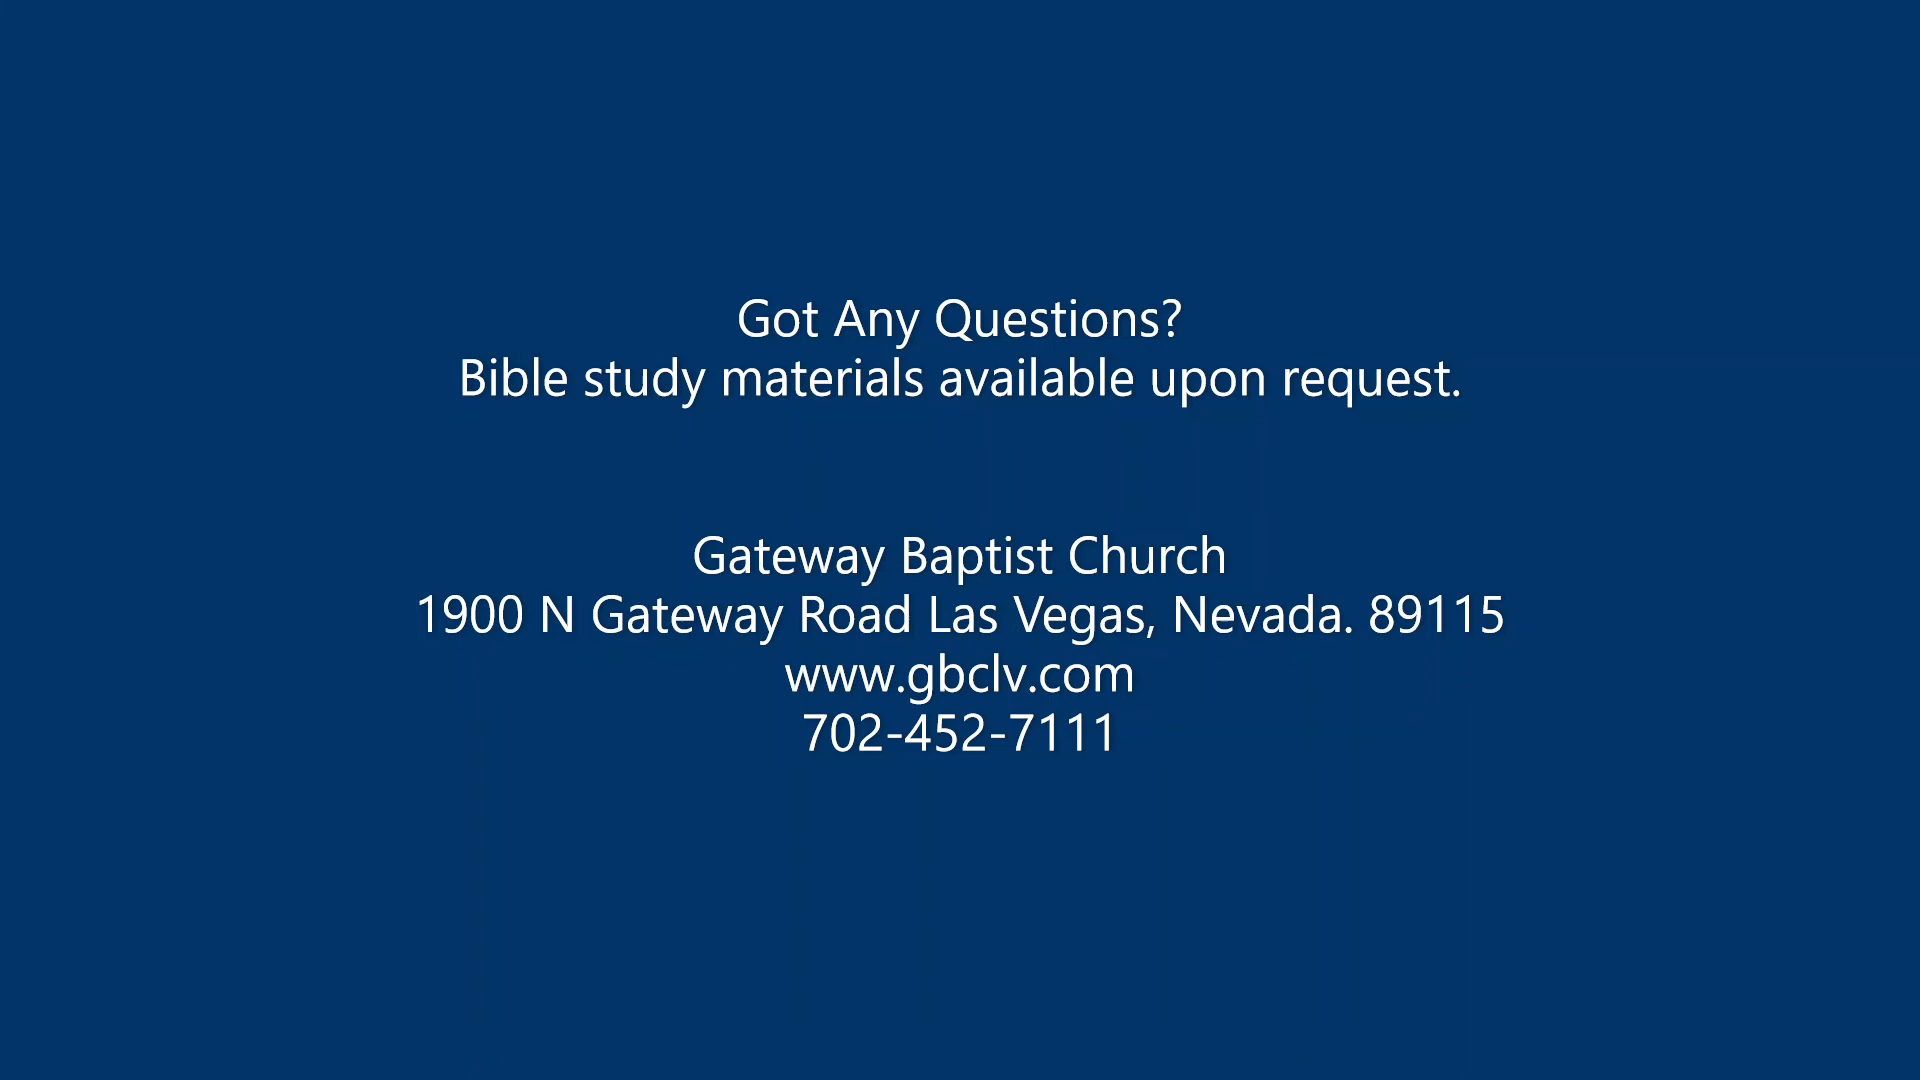 Got Any Questions?
Bible study materials available upon request.
Gateway Baptist Church
1900 N Gateway Road Las Vegas, Nevada. 89115
www.gbclv.com
702-452-7111